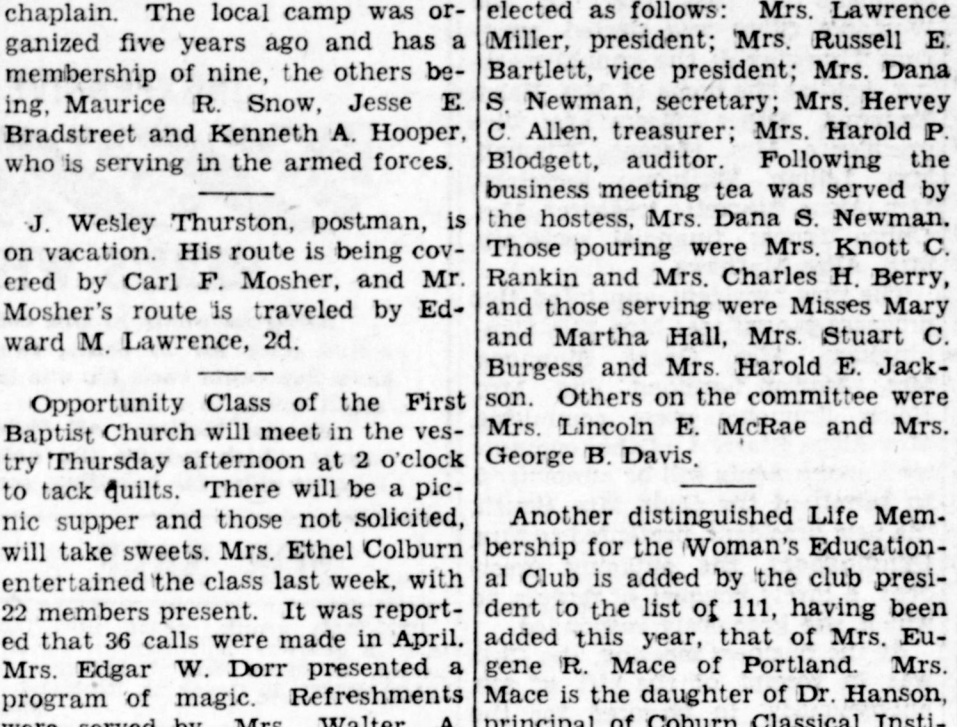 chaplain. The local camp was or-
ganized five years ago and has a
membership of nine, the others be-
ing, Maurice R. Snow, Jesse E.
Bradstreet and Kenneth A. Hooper,
who is serving in the armed forces.
J. Wesley Thurston, postman, is
on vacation. His route is being cov-
ered by Carl F. Mosher, and Mr.
Mosher's route is traveled by Ed-
ward M. Lawrence, 2d.
Opportunity Class of the First
Baptist Church will meet in the ves-
try Thursday afternoon at 2 o'clock
to tack quilts. There will be a pic-
nic supper and those not solicited,
will take sweets. Mrs. Ethel Colburn
entertained the class last week, with
22 members present. It was report-
ed that 36 calls were made in April.
Mrs. Edgar W. Dorr presented a
program of magic. Refreshments
were served by Mrs. Walter A.
elected as follows: Mrs. Lawrence
Miller, president; Mrs. Russell E.
Bartlett, vice president; Mrs. Dana
S. Newman, secretary; Mrs. Hervey
C. Allen, treasurer; Mrs. Harold P.
Blodgett, auditor. Following the
business meeting tea was served by
the hostess, Mrs. Dana S. Newman.
Those pouring were Mrs. Knott C.
Rankin and Mrs. Charles H Berry,
and those serving were Misses Mary
and Martha Hall, Mrs. Stuart C.
Burgess and Mrs. Harold E. Jack-
son. Others on the committee were
Mrs. Lincoln E. McRae and Mrs.
George B. Davis.
Another distinguished Life Mem-
bership for the Woman's Education-
al Club is added by the club presi-
dent to the list of 111, having been
added this year, that of Mrs. Eu-
gene R. Mace of Portland. Mrs.
Mace is the daughter of Dr. Hanson,
principal of Coburn Classical Insti-